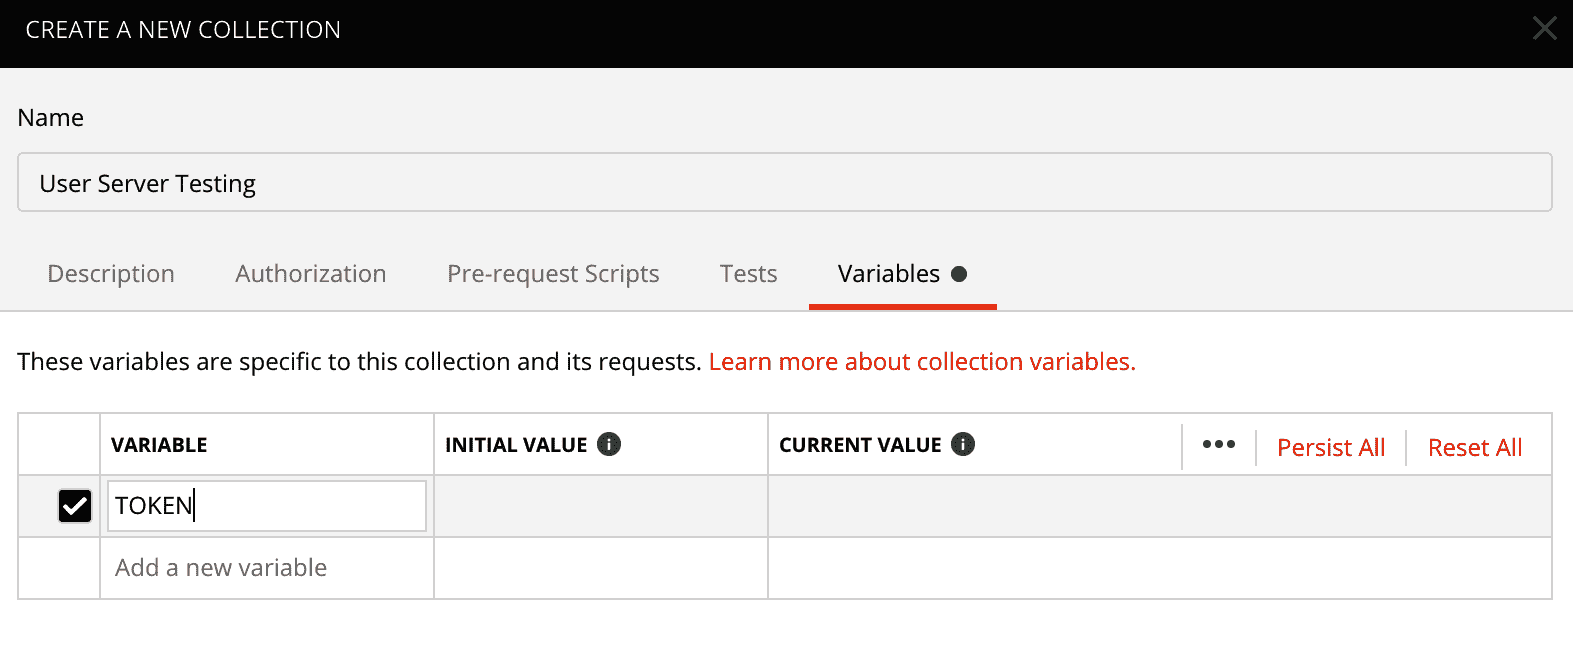 CREATE A NEW COLLECTION
Name
User Server Testing
Description Authorization Pre-request Scripts Tests Variables
These variables are specific to this collection and its requests. Learn more about collection variables.
VARIABLE INITIAL VALUE CURRENT VALUE Persist All Reset All
TOKEN
Add a new variable